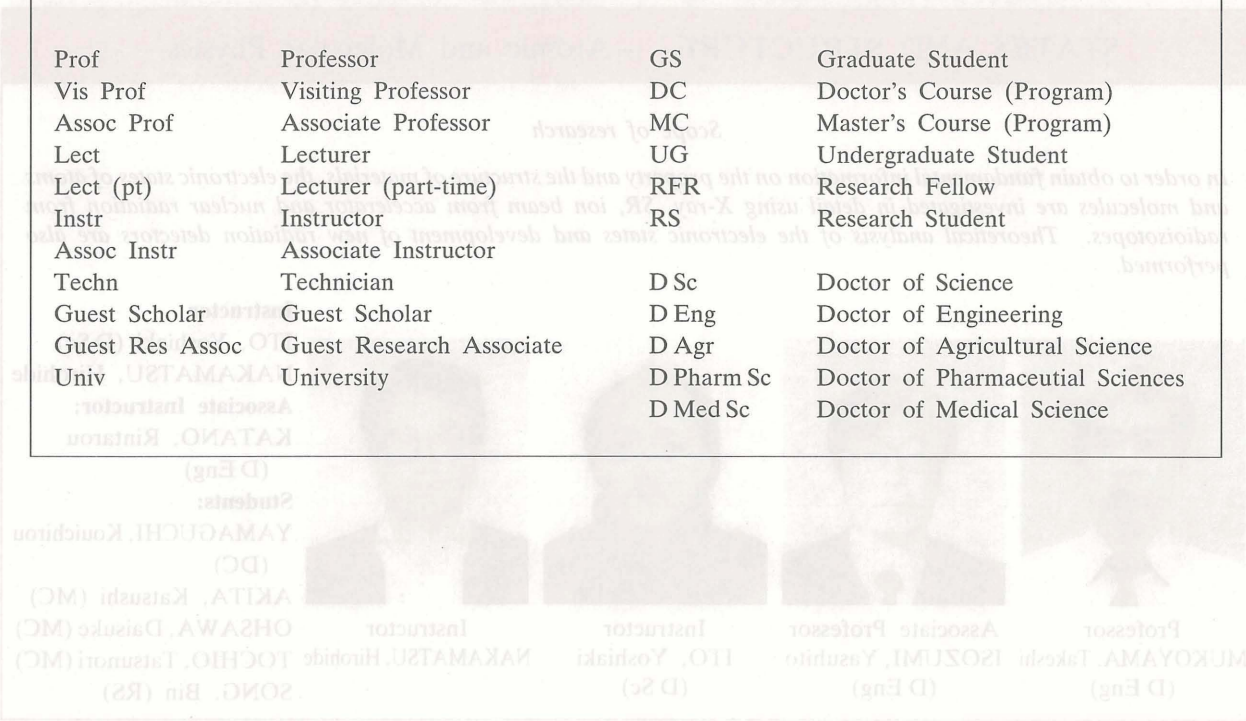 Prof Professor GS Graduate Student
Vis Prof Visiting Professor DC Doctor's Course (Program)
Assoc Prof Associate Professor MC Master's Course (Program)
Lect Lecturer UG Undergraduate Student
Lect (pt) Lecturer (part-time) RFR Research Fellow
Instr Instructor RS Research Student
Assoc Instr Associate Instructor
Techn Technician D Sc Doctor of Science
Guest Scholar Guest Scholar D Eng Doctor of Engineering
Guest Res Assoc Guest Research Associate D Agr Doctor of Agricultural Science
Univ University D Pharm Sc Doctor of Pharmaceutial Sciences
D Med Sc Doctor of Medical Science
Scope of research
In order to obtain fundamental information on the property and the structure of materials, the electronic states of atoms
and molecules are investigated in detail using X-ray, SR, ion beam from accelerator and nuclear radiation from
radioisotopes. Theoretical analysis of the electronic states and development of new radiation detectors are also
performed.
Professor
MUKOYAMA, Takeshi
(D Eng)
Associate Professor
ISOZUMI, Yasuhito
(D Eng)
Instructor
ITO, Yoshiaki
(D Sc)
Instructor
NAKAMATSU, Hirohide
Associate Instructor:
KATANO, Rintarou
(D Eng)
Students:
YAMAGUCHI, Kouichirou
(DC)
AKITA, Katsushi (MC)
OHSAWA, Daisuke (MC)
TOCHIO, Tatsunori (MC)
SONG, Bin (RS)